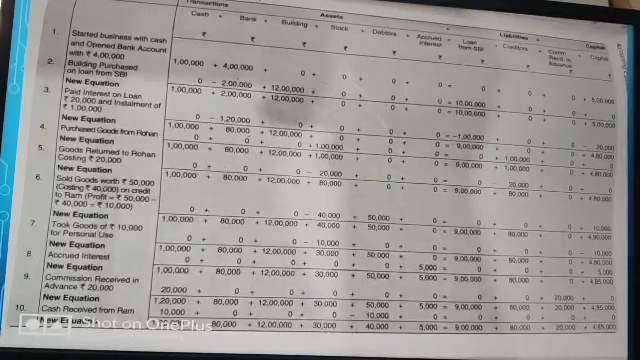 Transactions
Assets
Liabilities + Capital
Cash + Bank + Building + Stock + Debtors + Accrued Interest = Loan from SBI + Creditors + Comm. Recd. in Advance + Capital
₹ ₹ ₹ ₹ ₹ ₹ ₹ ₹ ₹ ₹
1. Started business with cash
and Opened Bank Account
with ₹ 4,00,000 1,00,000 + 4,00,000 + 0 + 0 + 0 + 0 = 0 + 0 + 0 + 5,00,000
2. Building Purchased
on loan from SBI 0 - 2,00,000 + 12,00,000 + 0 + 0 + 0 = 10,00,000 + 0 + 0 + 0
New Equation 1,00,000 + 2,00,000 + 12,00,000 + 0 + 0 + 0 = 10,00,000 + 0 + 0 + 5,00,000
3. Paid Interest on Loan
₹ 20,000 and Instalment of
₹ 1,00,000 0 - 1,20,000 + 0 + 0 + 0 + 0 = -1,00,000 + 0 + 0 - 20,000
New Equation 1,00,000 + 80,000 + 12,00,000 + 0 + 0 + 0 = 9,00,000 + 0 + 0 + 4,80,000
4. Purchased Goods from Rohan 0 + 0 + 0 + 1,00,000 + 0 + 0 = 0 + 1,00,000 + 0 + 0
New Equation 1,00,000 + 80,000 + 12,00,000 + 1,00,000 + 0 + 0 = 9,00,000 + 1,00,000 + 0 + 4,80,000
5. Goods Returned to Rohan
Costing ₹ 20,000 0 + 0 + 0 - 20,000 + 0 + 0 = 0 - 20,000 + 0 + 0
New Equation 1,00,000 + 80,000 + 12,00,000 + 80,000 + 0 + 0 = 9,00,000 + 80,000 + 0 + 4,80,000
6. Sold Goods worth ₹ 50,000
(Costing ₹ 40,000) on credit
to Ram (Profit = ₹ 50,000 –
₹ 40,000 = ₹ 10,000) 0 + 0 + 0 - 40,000 + 50,000 + 0 = 0 + 0 + 0 + 10,000
New Equation 1,00,000 + 80,000 + 12,00,000 + 40,000 + 50,000 + 0 = 9,00,000 + 80,000 + 0 + 4,90,000
7. Took Goods of ₹ 10,000
for Personal Use 0 + 0 + 0 - 10,000 + 0 + 0 = 0 + 0 + 0 - 10,000
New Equation 1,00,000 + 80,000 + 12,00,000 + 30,000 + 50,000 + 0 = 9,00,000 + 80,000 + 0 + 4,80,000
8. Accrued Interest 0 + 0 + 0 + 0 + 0 + 5,000 = 0 + 0 + 0 + 5,000
New Equation 1,00,000 + 80,000 + 12,00,000 + 30,000 + 50,000 + 5,000 = 9,00,000 + 80,000 + 0 + 4,85,000
9. Commission Received in
Advance ₹ 20,000 20,000 + 0 + 0 + 0 + 0 + 0 = 0 + 0 + 20,000 + 0
New Equation 1,20,000 + 80,000 + 12,00,000 + 30,000 + 50,000 + 5,000 = 9,00,000 + 80,000 + 20,000 + 4,85,000
10. Cash Received from Ram 10,000 + 0 + 0 + 0 - 10,000 + 0 = 0 + 0 + 0 + 0
New Equation 80,000 + 12,00,000 + 30,000 + 40,000 + 5,000 = 9,00,000 + 80,000 + 20,000 + 4,85,000
Shot on OnePlus